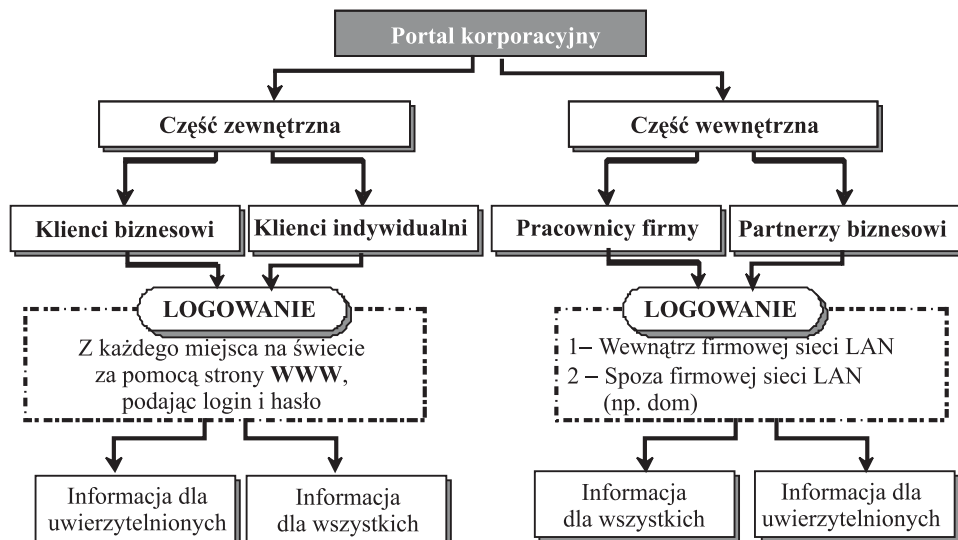 Portal korporacyjny
Część zewnętrzna
Część wewnętrzna
Klienci biznesowi
Klienci indywidualni
Pracownicy firmy
Partnerzy biznesowi
LOGOWANIE
Z każdego miejsca na świecie
za pomocą strony WWW,
podając login i hasło
LOGOWANIE
1– Wewnątrz firmowej sieci LAN
2 – Spoza firmowej sieci LAN
(np. dom)
Informacja dla
uwierzytelnionych
Informacja
dla wszystkich
Informacja
dla wszystkich
Informacja dla
uwierzytelnionych